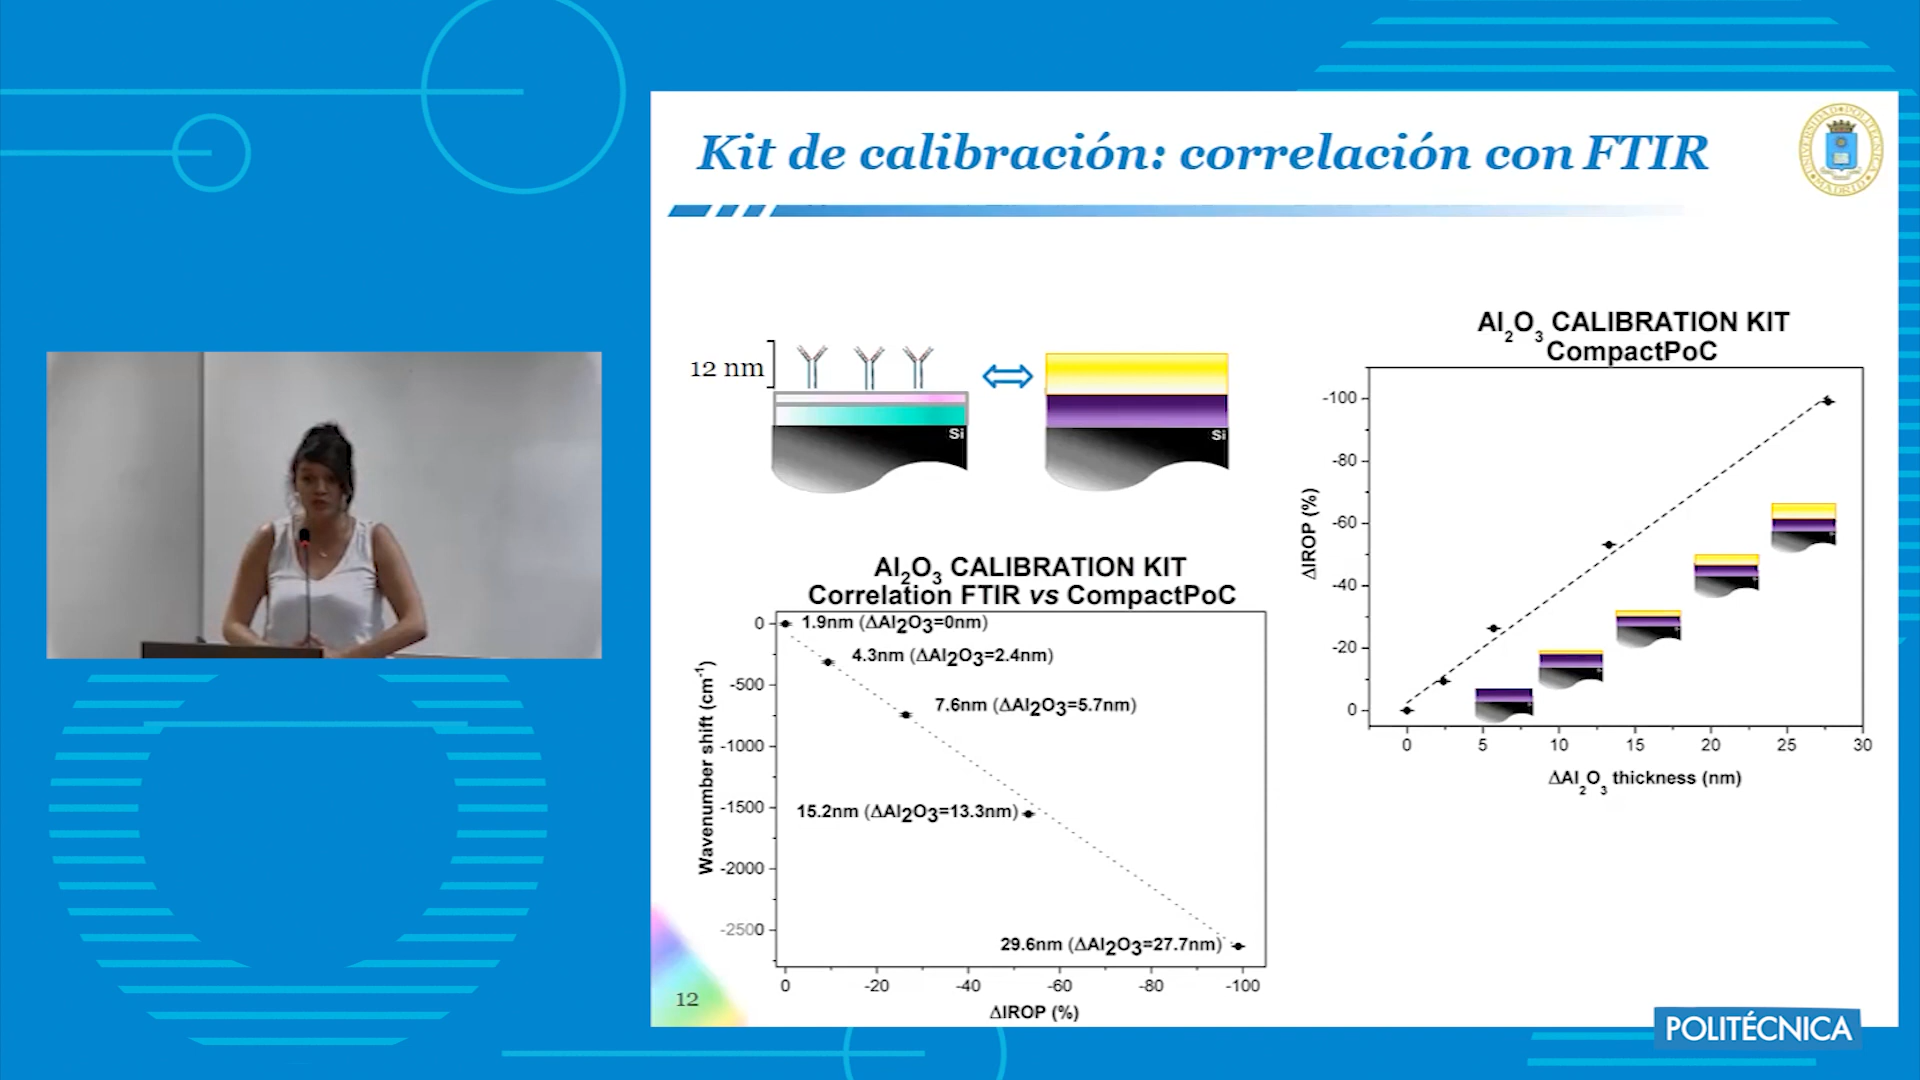 Kit de calibración: correlación con FTIR
UNIVERSIDAD POLITÉCNICA MADRID
12 nm
Si
Si
Al2O3 CALIBRATION KIT
Correlation FTIR vs CompactPoC
Wavenumber shift (cm-1)
0
-500
-1000
-1500
-2000
-2500
1.9nm (ΔAl2O3=0nm)
4.3nm (ΔAl2O3=2.4nm)
7.6nm (ΔAl2O3=5.7nm)
15.2nm (ΔAl2O3=13.3nm)
29.6nm (ΔAl2O3=27.7nm)
0 -20 -40 -60 -80 -100
ΔIROP (%)
Al2O3 CALIBRATION KIT
CompactPoC
ΔIROP (%)
-100
-80
-60
-40
-20
0
0 5 10 15 20 25 30
ΔAl2O3 thickness (nm)
12
POLITÉCNICA